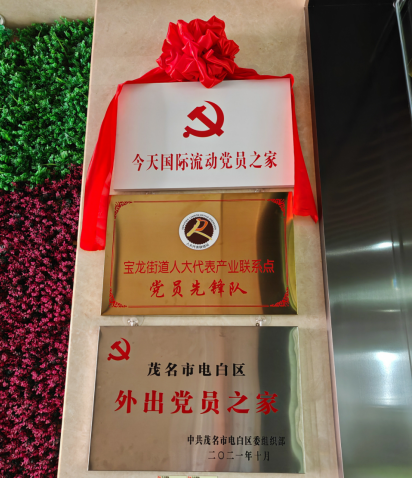 今天国际流动党员之家
宝龙街道人大代表产业联系点
党员先锋队
茂名市电白区
外出党员之家
中共茂名市电白区委组织部
二〇二一年十月